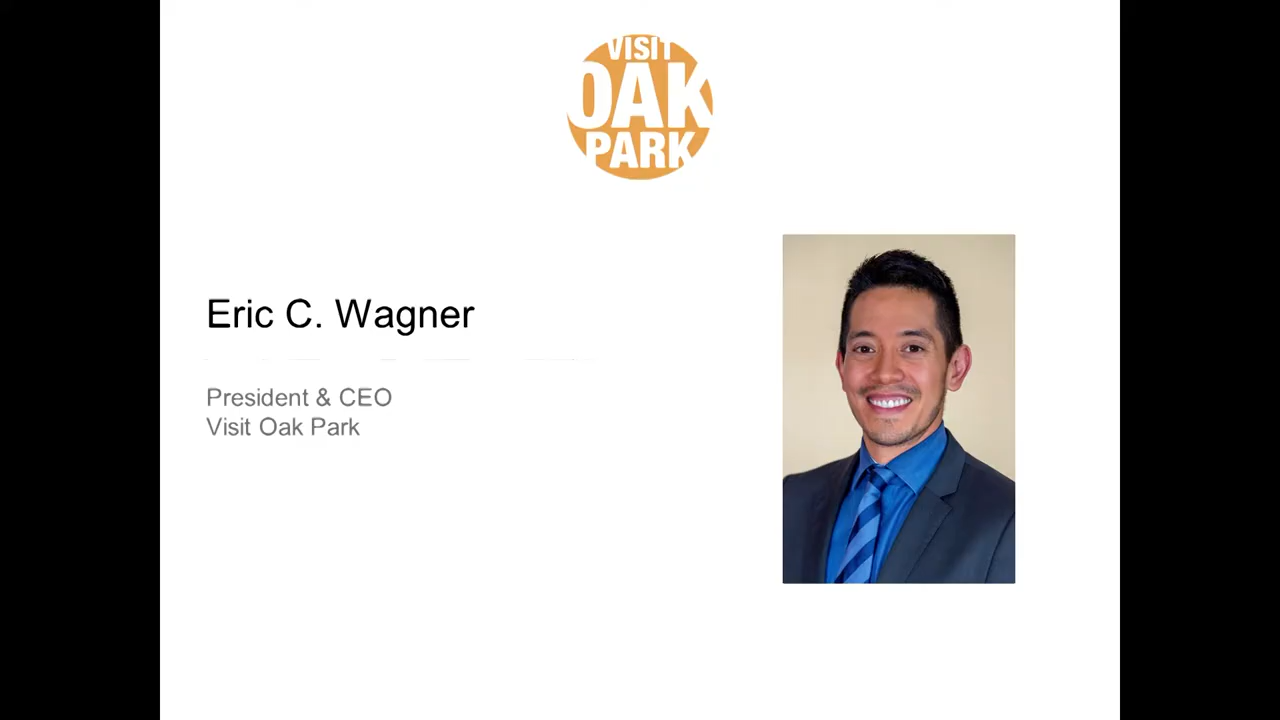 VISIT
OAK
PARK
Eric C. Wagner
President & CEO
Visit Oak Park